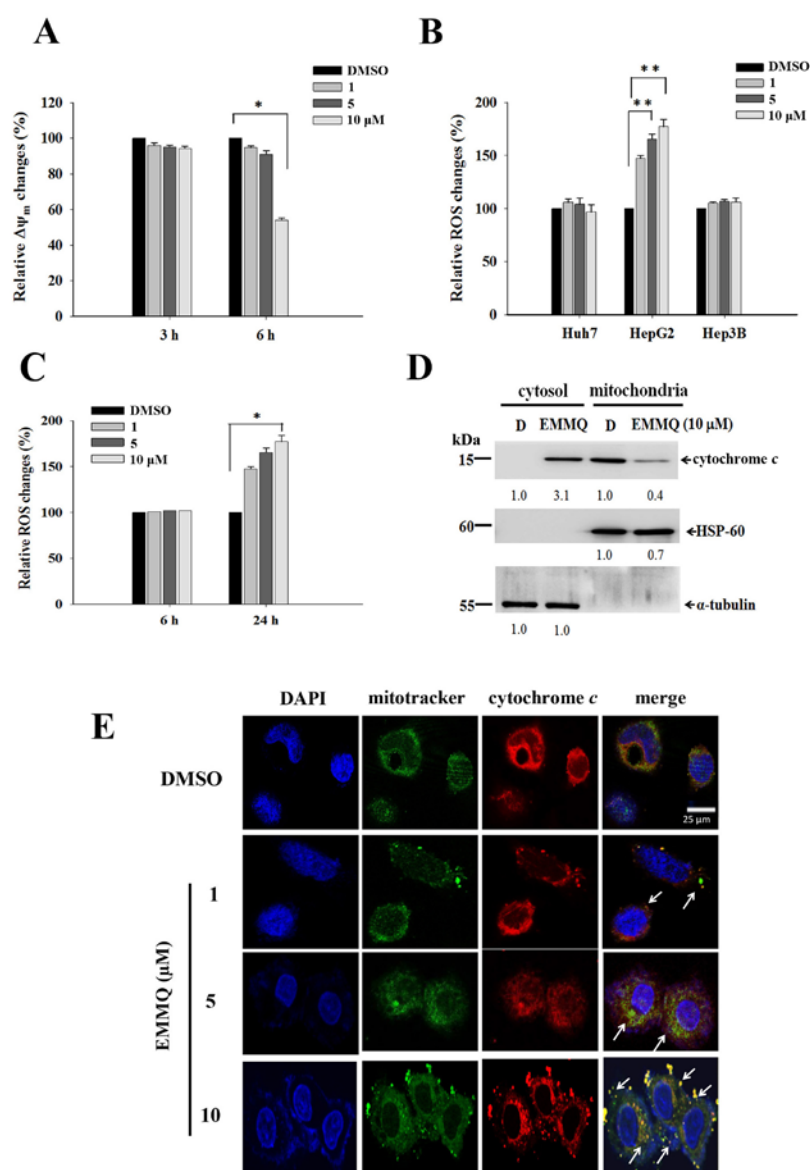 A
DMSO
1
5
10 µM
*
Relative Δψm changes (%)
120
100
80
60
40
20
0
3 h
6 h
B
DMSO
1
5
10 µM
**
**
Relative ROS changes (%)
200
150
100
50
0
Huh7
HepG2
Hep3B
C
DMSO
1
5
10 µM
*
Relative ROS changes (%)
200
150
100
50
0
6 h
24 h
D
cytosol mitochondria
D EMMQ D EMMQ (10 µM)
kDa
15 cytochrome c
1.0 3.1 1.0 0.4
60 HSP-60
1.0 0.7
55 α-tubulin
1.0 1.0
E
DAPI mitotracker cytochrome c merge
DMSO
25 µm
EMMQ (µM)
1
5
10